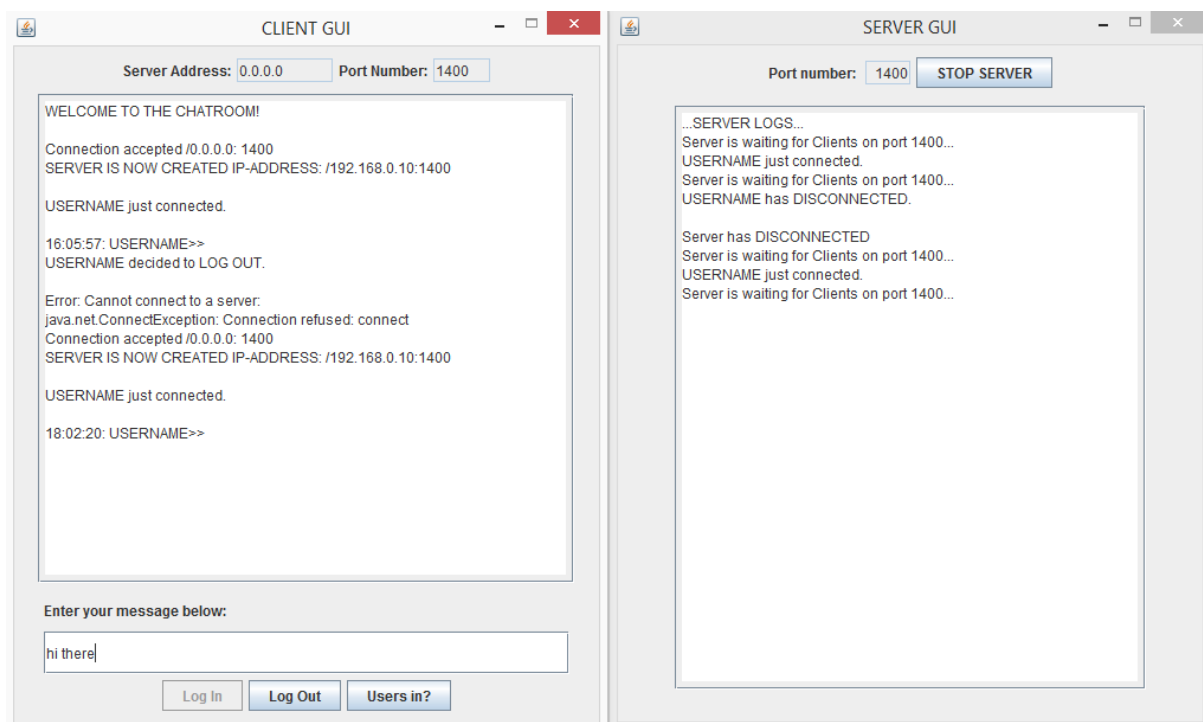 CLIENT GUI
Server Address: 0.0.0.0 Port Number: 1400
WELCOME TO THE CHATROOM!
Connection accepted /0.0.0.0: 1400
SERVER IS NOW CREATED IP-ADDRESS: /192.168.0.10:1400
USERNAME just connected.
16:05:57: USERNAME>>
USERNAME decided to LOG OUT.
Error: Cannot connect to a server:
java.net.ConnectException: Connection refused: connect
Connection accepted /0.0.0.0: 1400
SERVER IS NOW CREATED IP-ADDRESS: /192.168.0.10:1400
USERNAME just connected.
18:02:20: USERNAME>>
Enter your message below:
hi there
Log In Log Out Users in?
SERVER GUI
Port number: 1400 STOP SERVER
...SERVER LOGS...
Server is waiting for Clients on port 1400...
USERNAME just connected.
Server is waiting for Clients on port 1400...
USERNAME has DISCONNECTED.
Server has DISCONNECTED
Server is waiting for Clients on port 1400...
USERNAME just connected.
Server is waiting for Clients on port 1400...